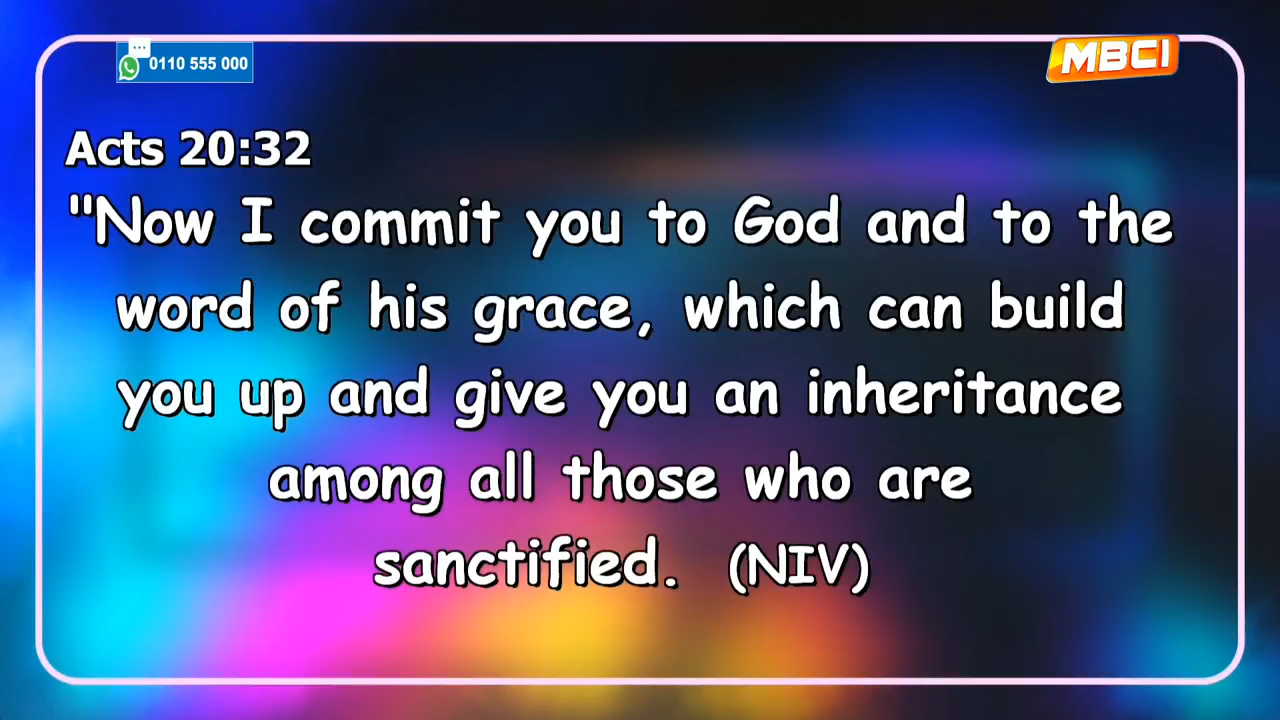 0110 555 000
MBCI
Acts 20:32
"Now I commit you to God and to the
word of his grace, which can build
you up and give you an inheritance
among all those who are
sanctified. (NIV)